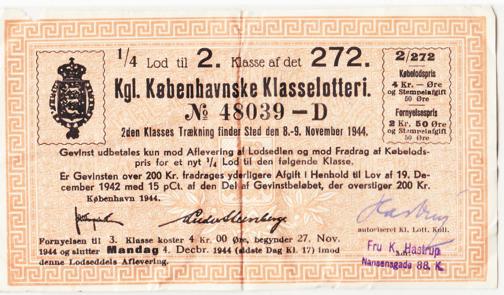 1/4 Lod til 2. Klasse af det 272.
Kgl. Københavnske Klasselotteri.
№ 48039 – D
2den Klasses Trækning finder Sted den 8.-9. November 1944.
2/272
Købelodspris
4 Kr. – Øre
og Stempelafgift
50 Øre
Fornyelsespris
2 Kr. 50 Øre
og Stempelafgift
50 Øre
Gevinst udbetales kun mod Aflevering af Lodsedlen og mod Fradrag af Købelods-
pris for et nyt 1/4 Lod til den følgende Klasse.
Er Gevinsten over 200 Kr. fradrages yderligere Afgift i Henhold til Lov af 19. De-
cember 1942 med 15 pCt. af den Del af Gevinstbeløbet, der overstiger 200 Kr.
København 1944.
Hastrup
autoriseret Kl. Lott. Koll.
Fornyelsen til 3. Klasse koster 4 Kr. 00 Øre, begynder 27. Nov.
1944 og slutter Mandag 4. Decbr. 1944 (sidste Dag Kl. 17) imod
denne Lodseddels Aflevering.
Fru K. Hastrup
Nansensgade 88. K.